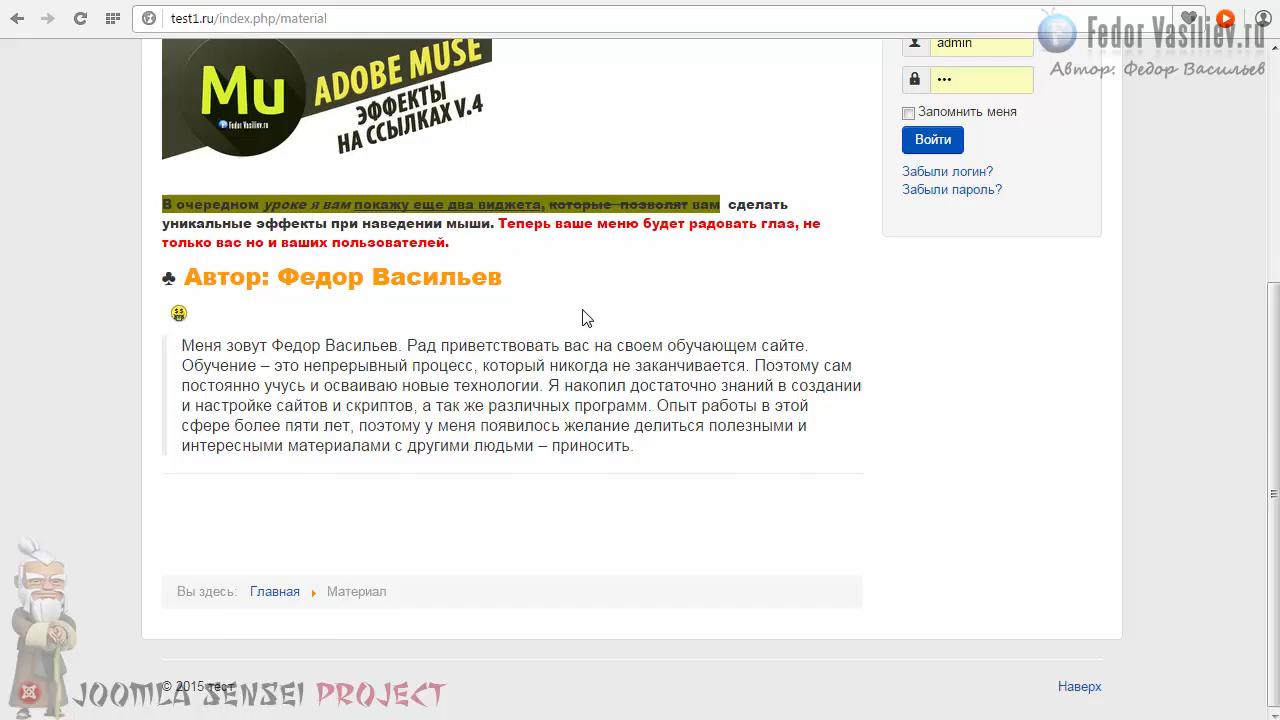 test1.ru/index.php/material
Fedor Vasiliev.ru
Автор: Федор Васильев
admin
•••
Запомнить меня
Войти
Забыли логин?
Забыли пароль?
Mu
Fedor Vasiliev.ru
ADOBE MUSE
ЭФФЕКТЫ
НА ССЫЛКАХ V.4
В очередном уроке я вам покажу еще два виджета, которые позволят вам сделать
уникальные эффекты при наведении мыши. Теперь ваше меню будет радовать глаз, не
только вас но и ваших пользователей.
♣ Автор: Федор Васильев
Меня зовут Федор Васильев. Рад приветствовать вас на своем обучающем сайте.
Обучение – это непрерывный процесс, который никогда не заканчивается. Поэтому сам
постоянно учусь и осваиваю новые технологии. Я накопил достаточно знаний в создании
и настройке сайтов и скриптов, а так же различных программ. Опыт работы в этой
сфере более пяти лет, поэтому у меня появилось желание делиться полезными и
интересными материалами с другими людьми – приносить.
Вы здесь: Главная Материал
© 2015 тест
Наверх
JOOMLA SENSEI PROJECT